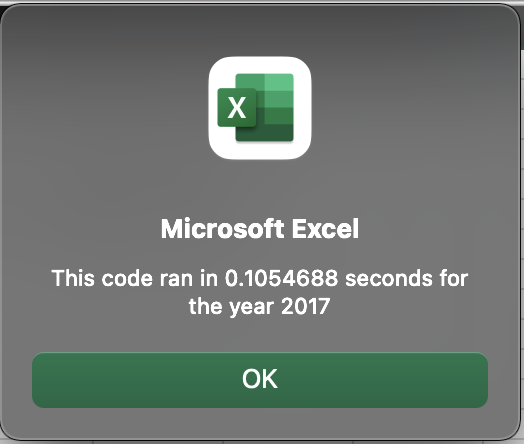 X
Microsoft Excel
This code ran in 0.1054688 seconds for
the year 2017
OK